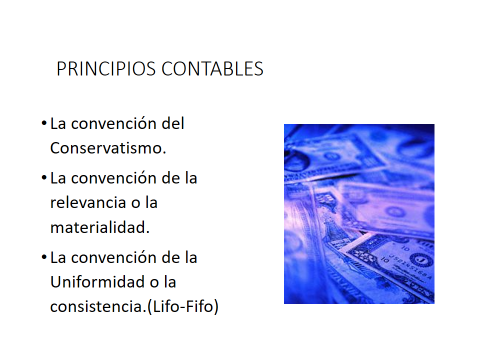 PRINCIPIOS CONTABLES
•La convención del
Conservatismo.
•La convención de la
relevancia o la
materialidad.
•La convención de la
Uniformidad o la
consistencia.(Lifo-Fifo)